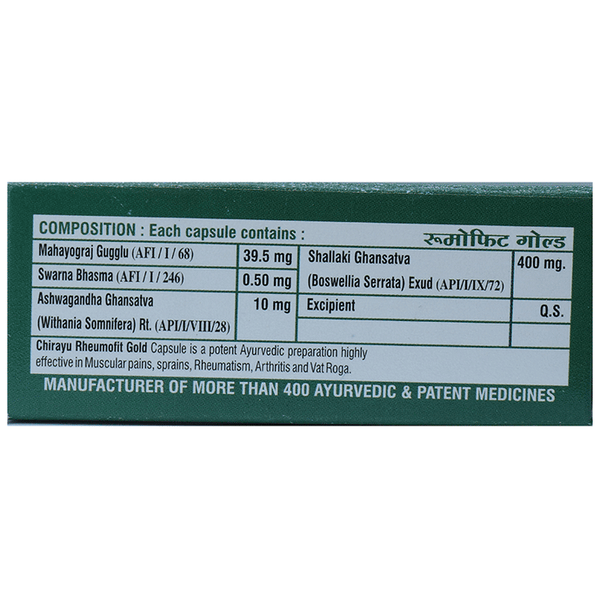 COMPOSITION : Each capsule contains :
रूमोफिट गोल्ड
Mahayograj Gugglu (AFI / I / 68) 39.5 mg
Swarna Bhasma (AFI / I / 246) 0.50 mg
Ashwagandha Ghansatva 10 mg
(Withania Somnifera) Rt. (API/I/VIII/28)
Shallaki Ghansatva 400 mg.
(Boswellia Serrata) Exud (API/I/IX/72)
Excipient Q.S.
Chirayu Rheumofit Gold Capsule is a potent Ayurvedic preparation highly
effective in Muscular pains, sprains, Rheumatism, Arthritis and Vat Roga.
MANUFACTURER OF MORE THAN 400 AYURVEDIC & PATENT MEDICINES